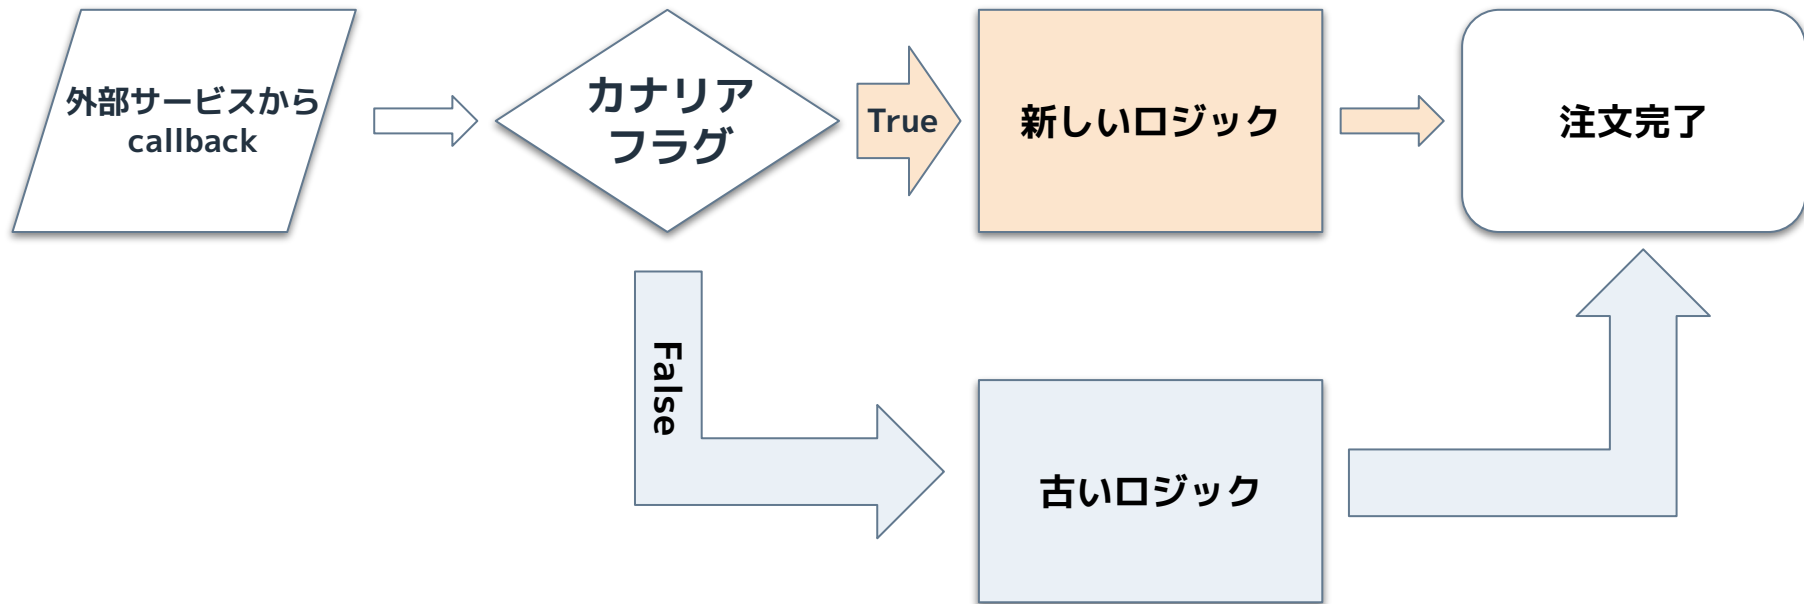 外部サービスから
callback
カナリア
フラグ
True
新しいロジック
注文完了
False
古いロジック